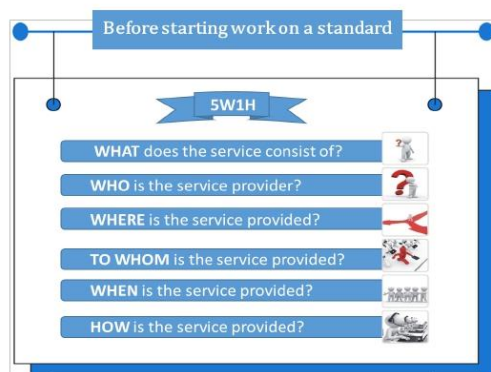 Before starting work on a standard
5W1H
WHAT does the service consist of?
WHO is the service provider?
WHERE is the service provided?
TO WHOM is the service provided?
WHEN is the service provided?
HOW is the service provided?